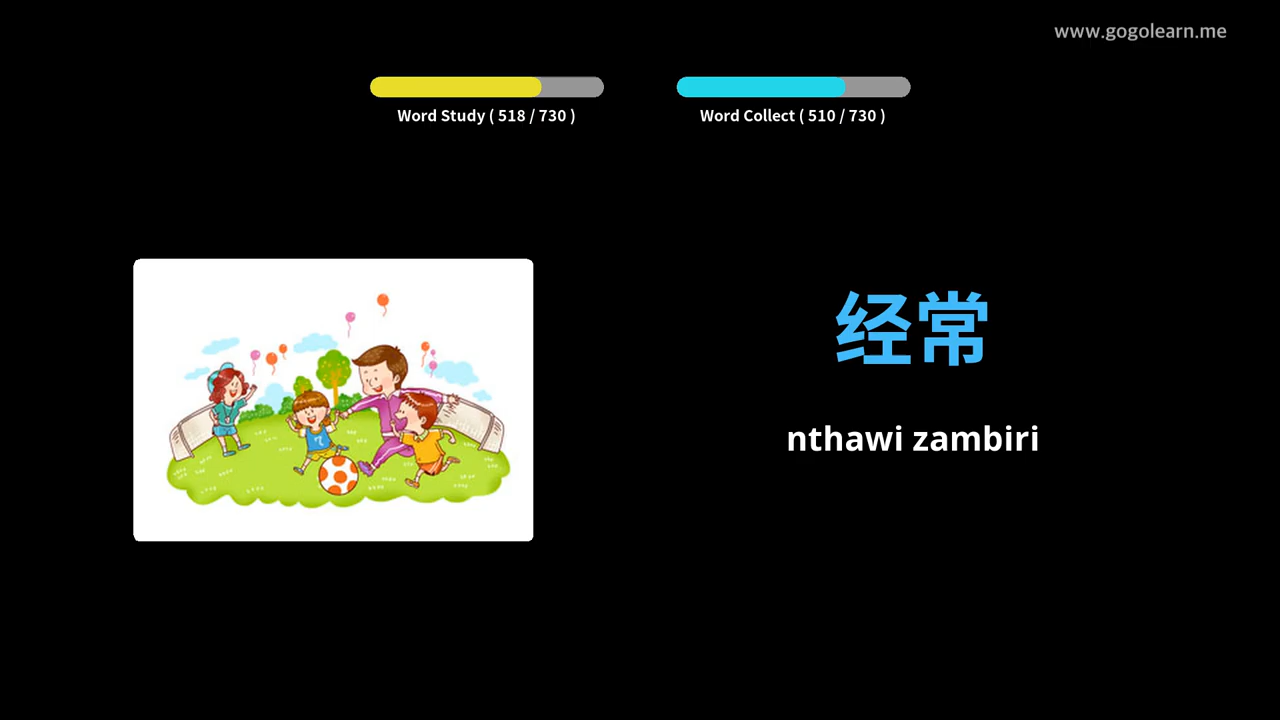 www.gogolearn.me
Word Study ( 518 / 730 )
Word Collect ( 510 / 730 )
经常
nthawi zambiri